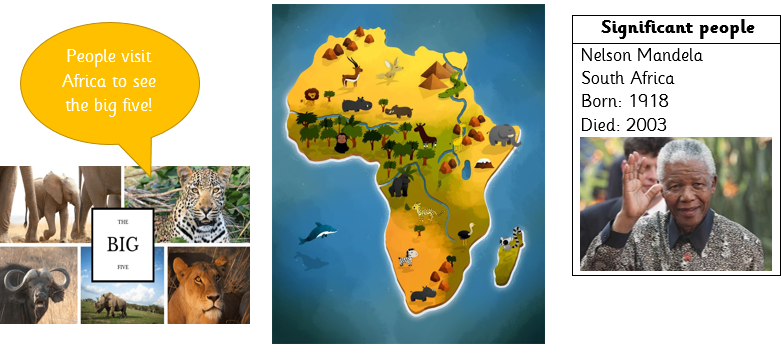 People visit
Africa to see
the big five!
THE
BIG
FIVE
Significant people
Nelson Mandela
South Africa
Born: 1918
Died: 2003